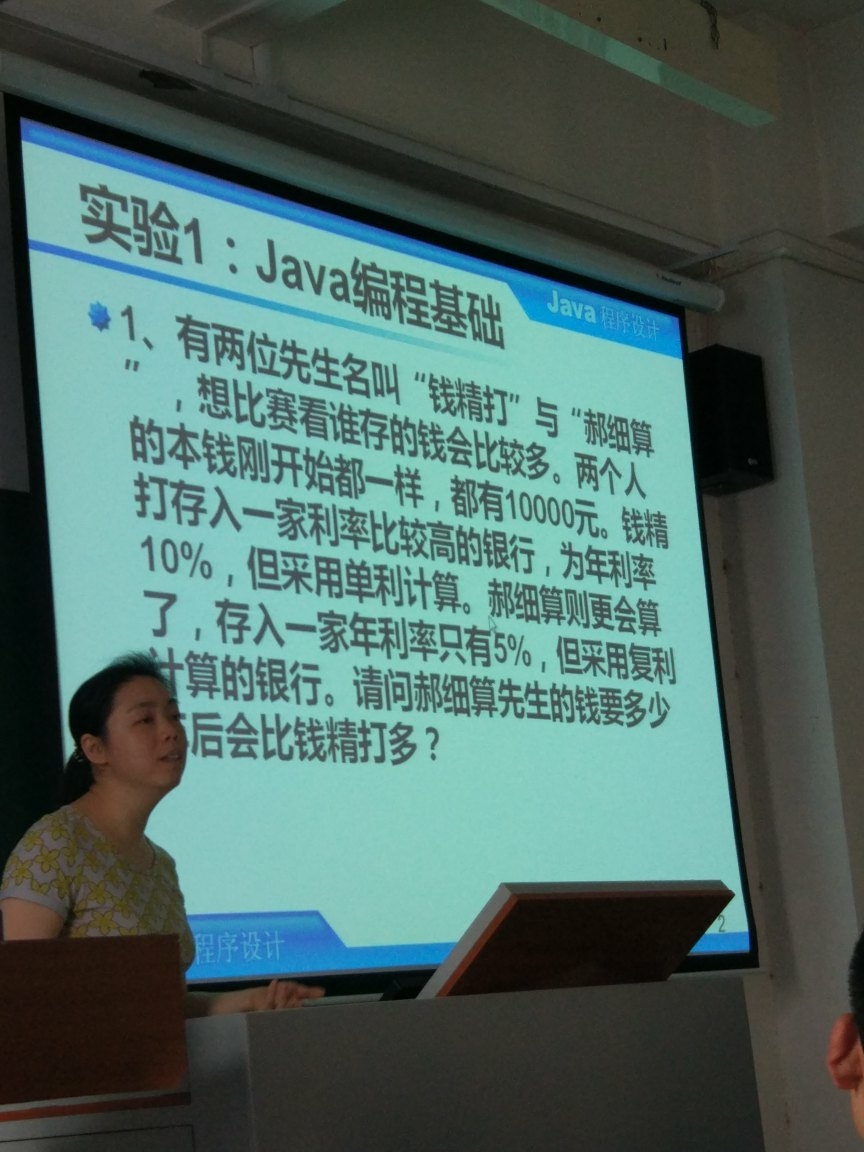 实验1：Java编程基础
Java 程序设计
1、有两位先生名叫“钱精打”与“郝细算
”，想比赛看谁存的钱会比较多。两个人
的本钱刚开始都一样，都有10000元。钱精
打存入一家利率比较高的银行，为年利率
10%，但采用单利计算。郝细算则更会算
了，存入一家年利率只有5%，但采用复利
计算的银行。请问郝细算先生的钱要多少
后会比钱精打多？
程序设计
2